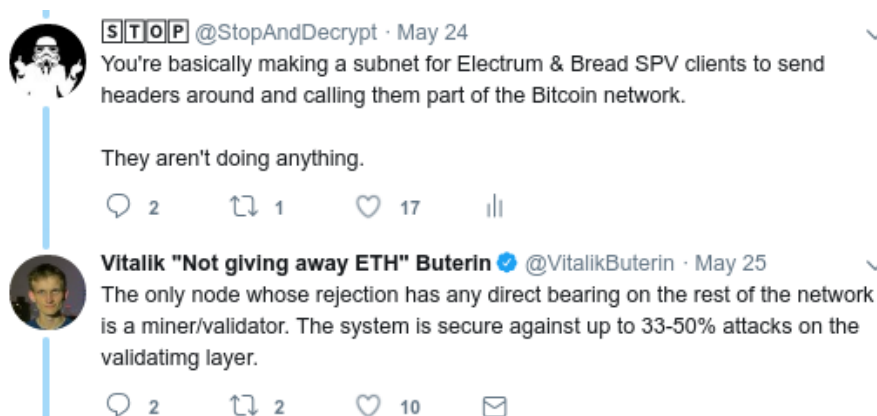 🅂🅃🄾🄿 @StopAndDecrypt · May 24
You're basically making a subnet for Electrum & Bread SPV clients to send
headers around and calling them part of the Bitcoin network.
They aren't doing anything.
2 1 17
Vitalik "Not giving away ETH" Buterin @VitalikButerin · May 25
The only node whose rejection has any direct bearing on the rest of the network
is a miner/validator. The system is secure against up to 33-50% attacks on the
validatimg layer.
2 2 10